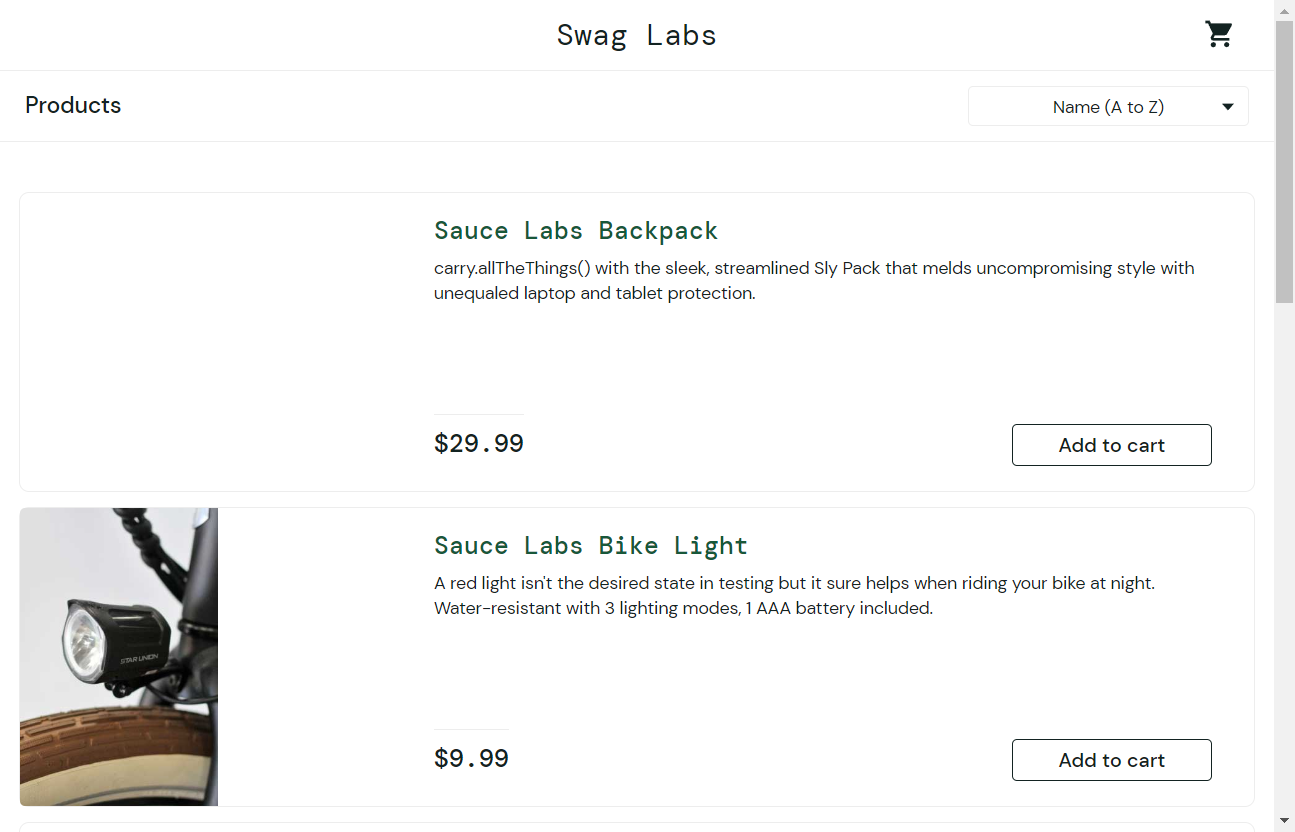 Swag Labs
Products
Name (A to Z)
Sauce Labs Backpack
carry.allTheThings() with the sleek, streamlined Sly Pack that melds uncompromising style with
unequaled laptop and tablet protection.
$29.99
Add to cart
Sauce Labs Bike Light
A red light isn't the desired state in testing but it sure helps when riding your bike at night.
Water-resistant with 3 lighting modes, 1 AAA battery included.
STAR UNION
$9.99
Add to cart